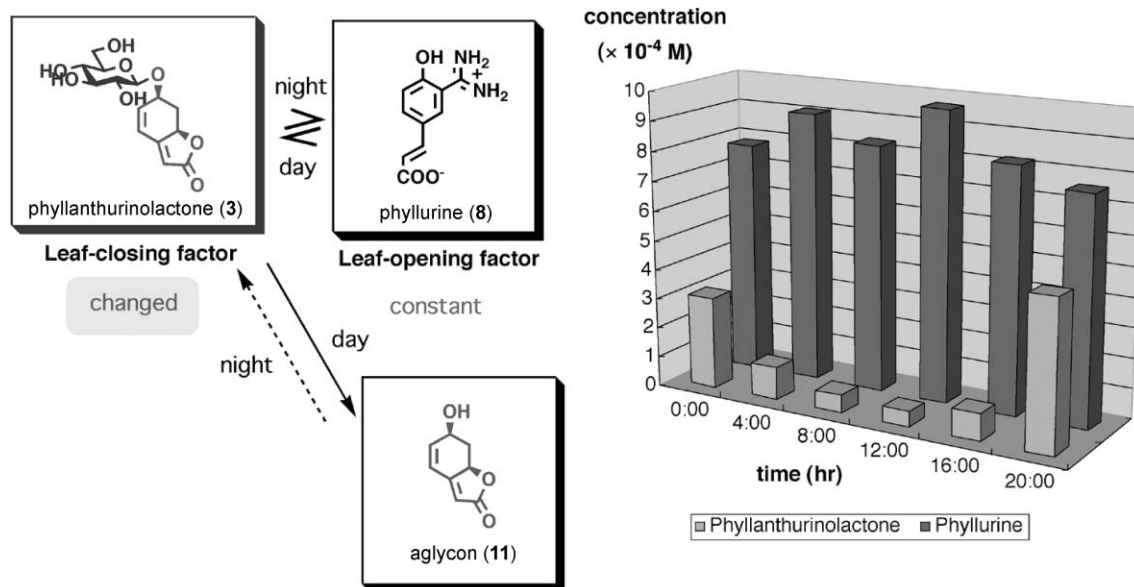 OH
HO
HO
OH
O
O
O
O
O
phyllanthurinolactone (3)
Leaf-closing factor
changed
night
day
OH
NH2
+
NH2
COO-
phyllurine (8)
Leaf-opening factor
constant
night
day
OH
O
O
aglycon (11)
concentration
(× 10-4 M)
10
9
8
7
6
5
4
3
2
1
0
0:00
4:00
8:00
12:00
16:00
20:00
time (hr)
Phyllanthurinolactone Phyllurine